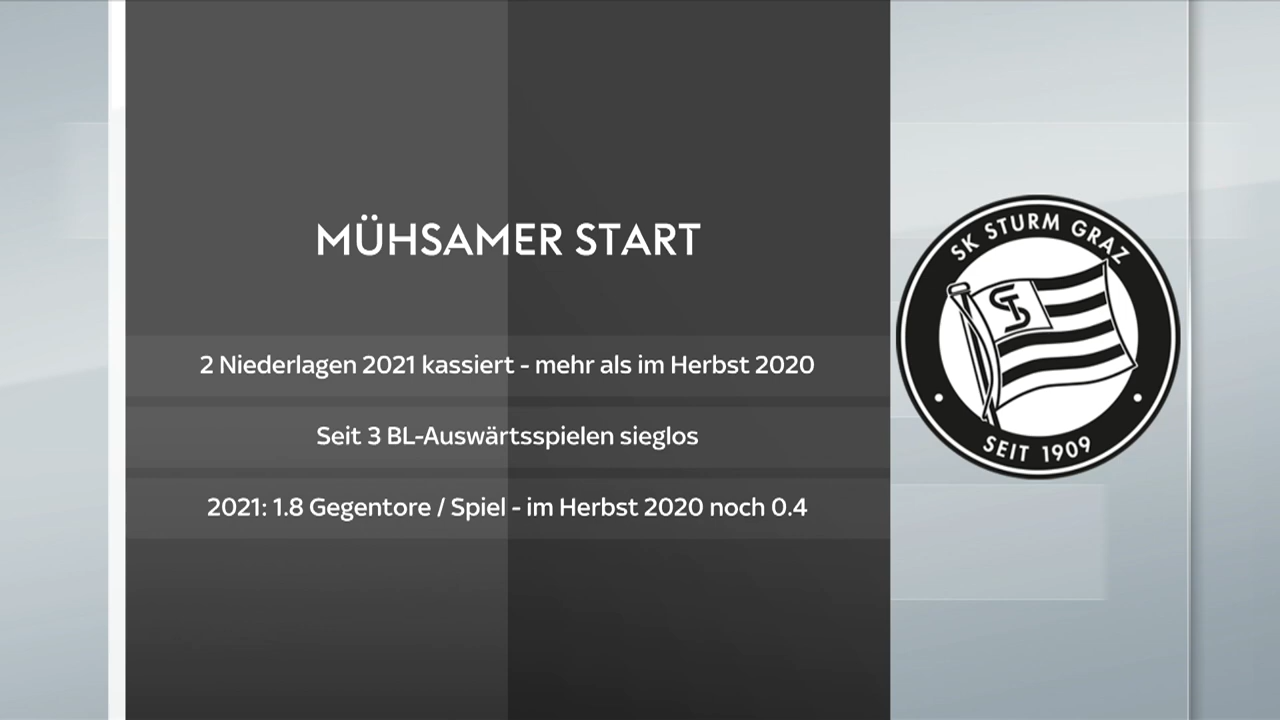 MÜHSAMER START
2 Niederlagen 2021 kassiert - mehr als im Herbst 2020
Seit 3 BL-Auswärtsspielen sieglos
2021: 1.8 Gegentore / Spiel - im Herbst 2020 noch 0.4
SK STURM GRAZ
SEIT 1909